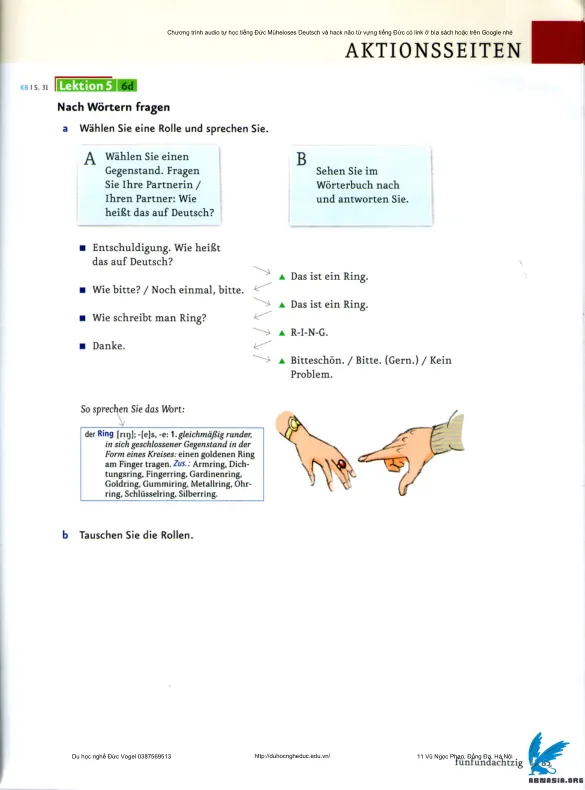 Chương trình audio tự học tiếng Đức Müheloses Deutsch và hack não từ vựng tiếng Đức có link ở bìa sách hoặc trên Google nhé
AKTIONSSEITEN
KB I S. 31 Lektion 5 6d
Nach Wörtern fragen
a Wählen Sie eine Rolle und sprechen Sie.
A Wählen Sie einen
Gegenstand. Fragen
Sie Ihre Partnerin /
Ihren Partner: Wie
heißt das auf Deutsch?
B
Sehen Sie im
Wörterbuch nach
und antworten Sie.
■ Entschuldigung. Wie heißt
das auf Deutsch?
▲ Das ist ein Ring.
■ Wie bitte? / Noch einmal, bitte.
▲ Das ist ein Ring.
■ Wie schreibt man Ring?
▲ R-I-N-G.
■ Danke.
▲ Bitteschön. / Bitte. (Gern.) / Kein
Problem.
So sprechen Sie das Wort:
der Ring [rɪŋ]; -[e]s, -e: 1. gleichmäßig runder,
in sich geschlossener Gegenstand in der
Form eines Kreises: einen goldenen Ring
am Finger tragen. Zus.: Armring, Dich-
tungsring, Fingerring, Gardinenring,
Goldring, Gummiring, Metallring, Ohr-
ring, Schlüsselring, Silberring.
b Tauschen Sie die Rollen.
Du học nghề Đức Vogel 0387569513
http://duhocngheduc.edu.vn/
11 Vũ Ngọc Phan, Đống Đa, Hà Nội
fünfundachtzig 85
ABMASIA.ORG